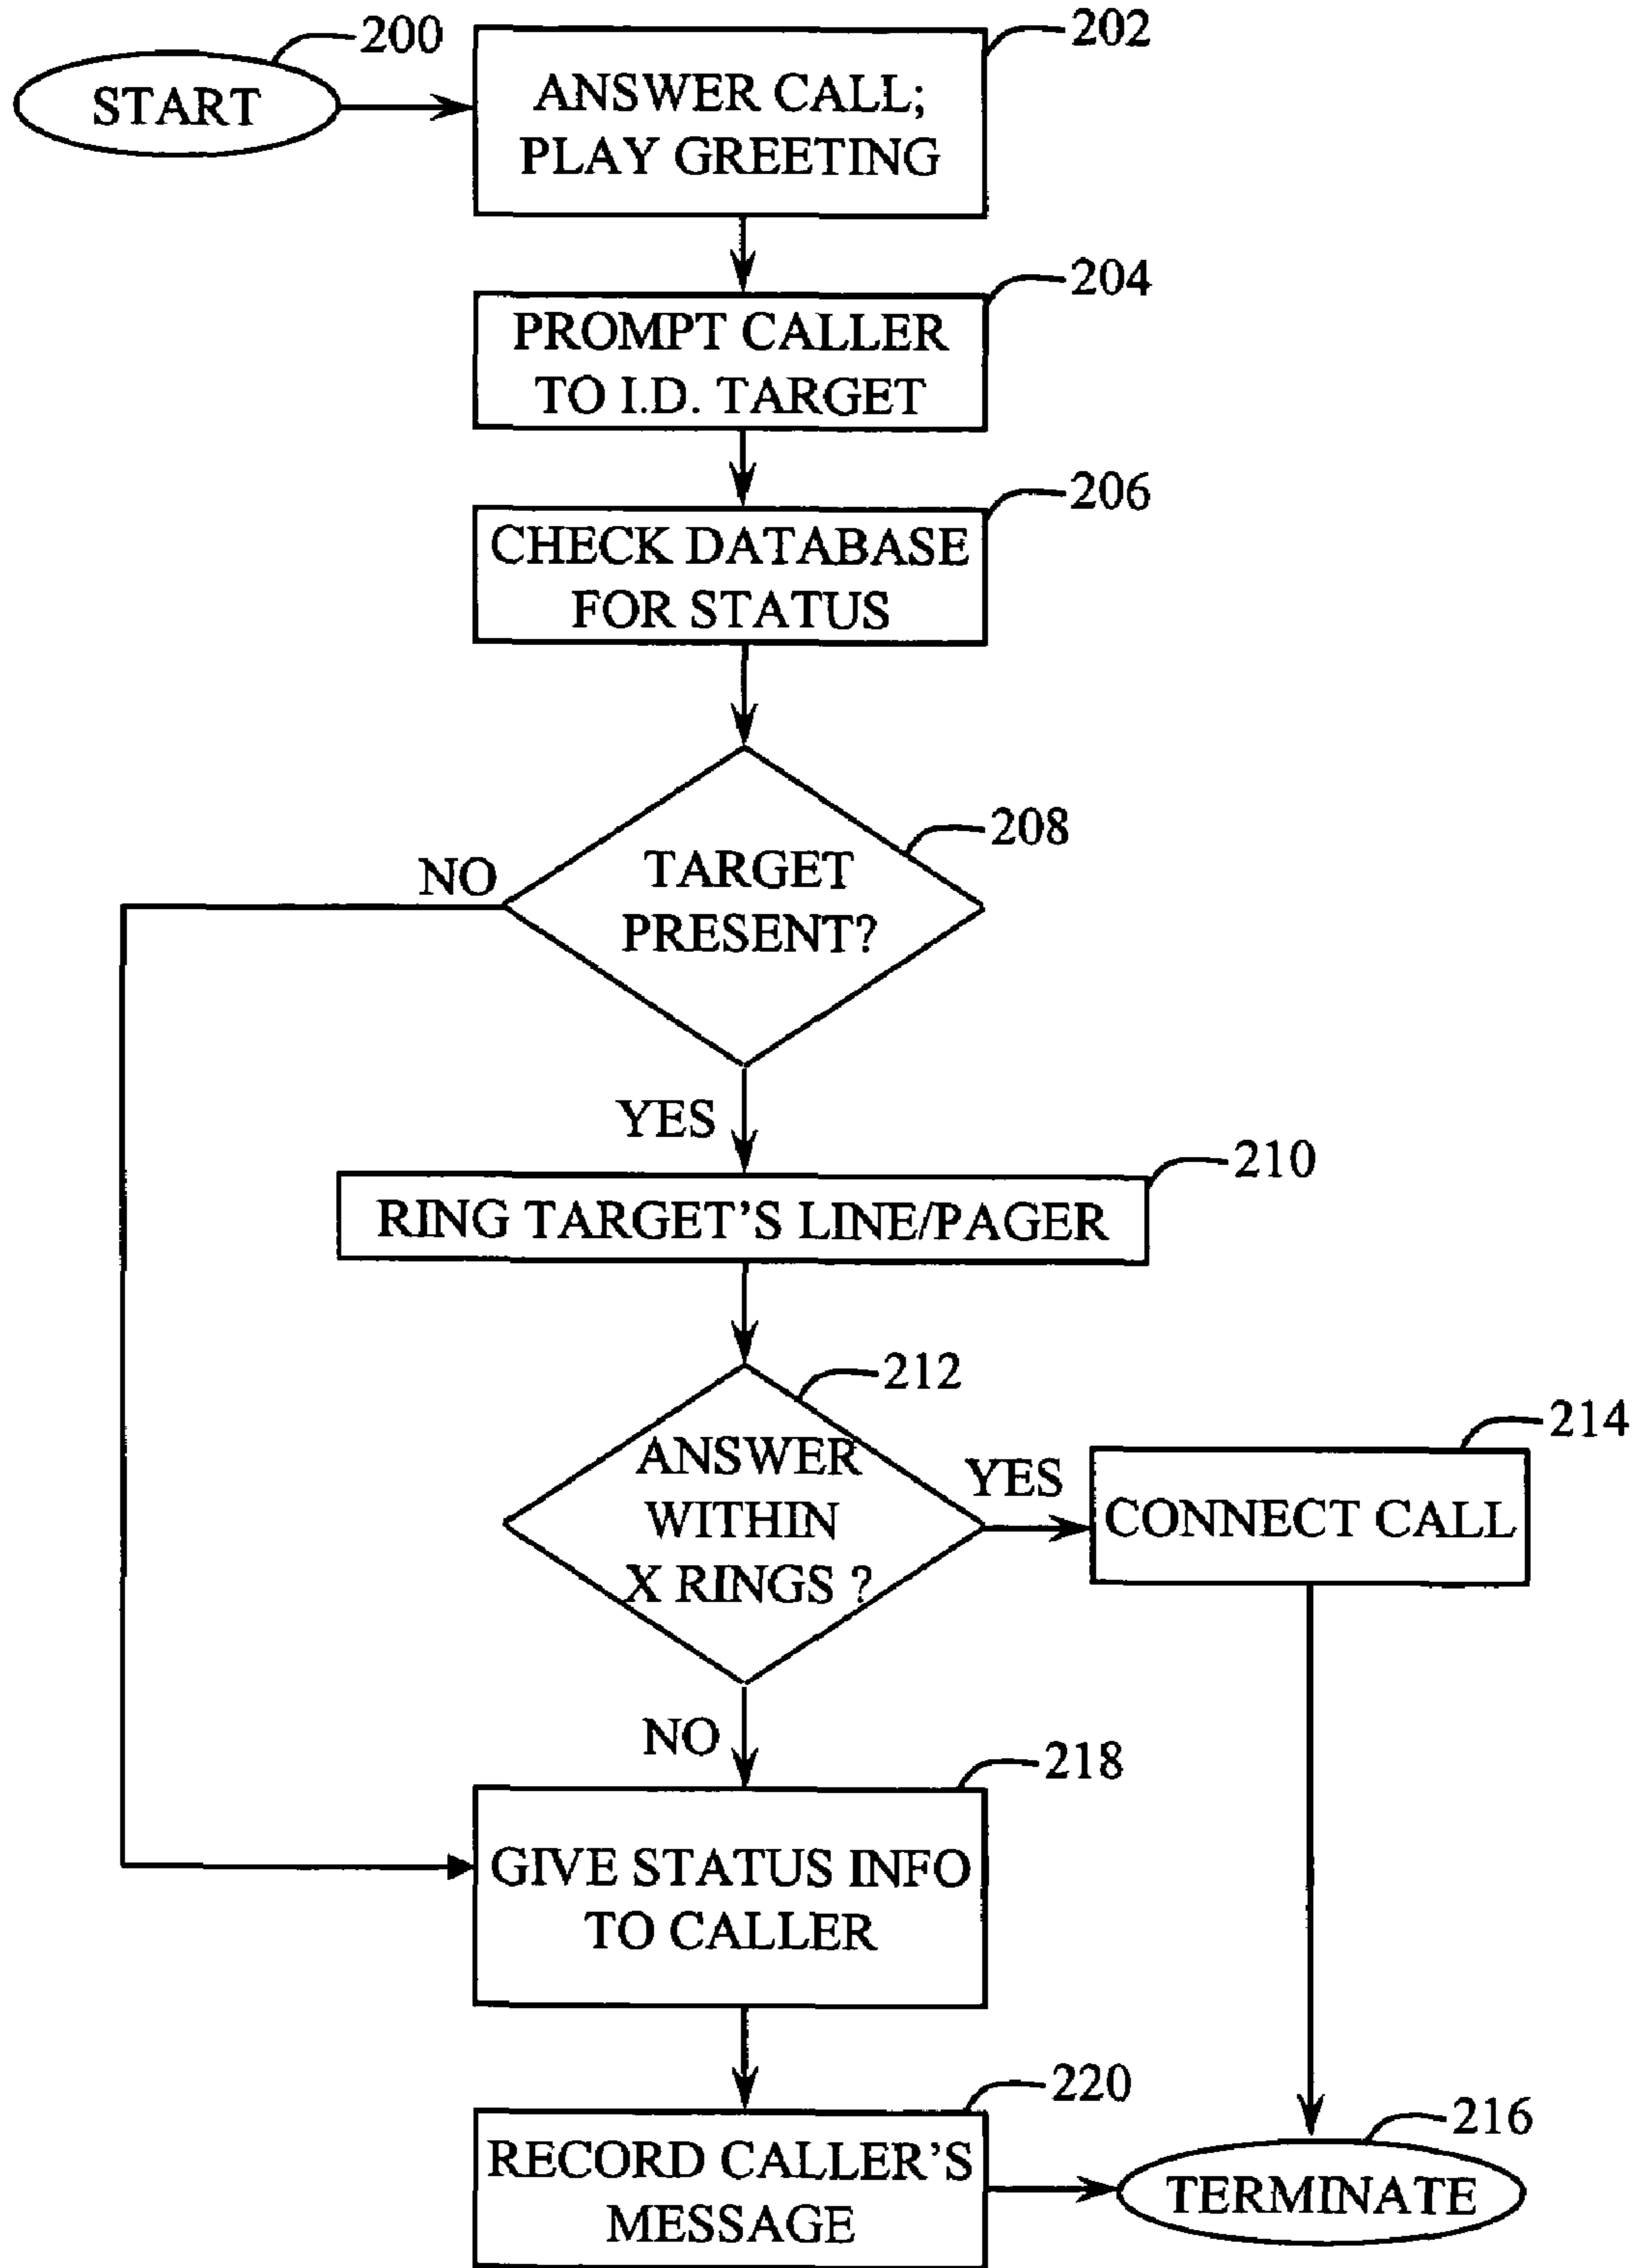 200
START
202
ANSWER CALL;
PLAY GREETING
204
PROMPT CALLER
TO I.D. TARGET
206
CHECK DATABASE
FOR STATUS
208
NO
TARGET
PRESENT?
YES
210
RING TARGET'S LINE/PAGER
212
ANSWER
WITHIN
X RINGS ?
YES
214
CONNECT CALL
NO
218
GIVE STATUS INFO
TO CALLER
220
RECORD CALLER'S
MESSAGE
216
TERMINATE